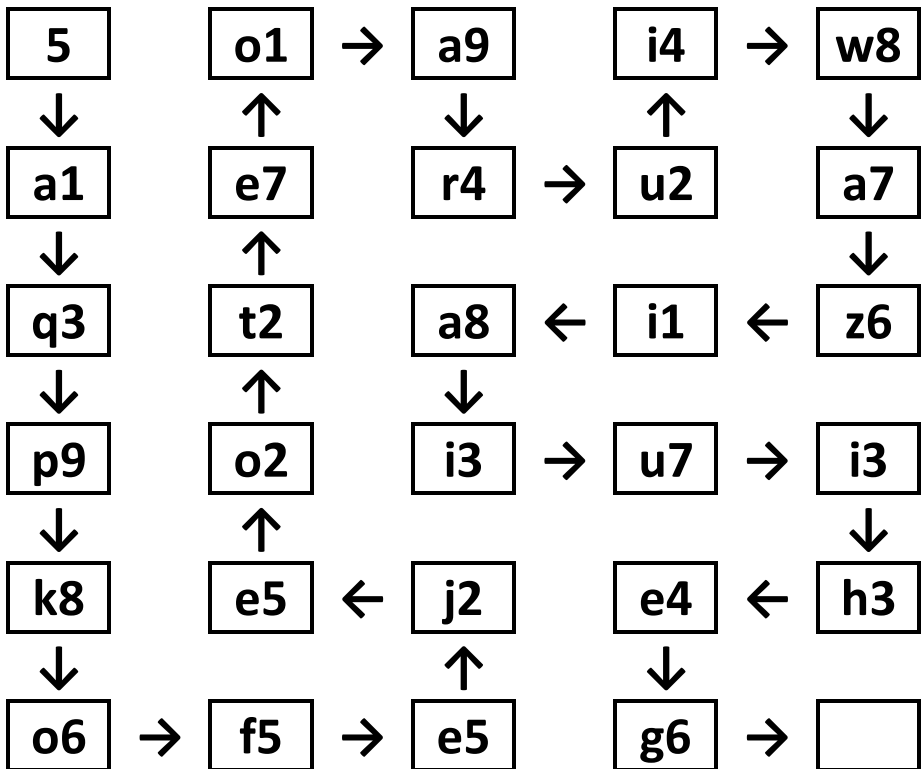 5 o1 → a9 i4 → w8
↓ ↑ ↓ ↑ ↓
a1 e7 r4 → u2 a7
↓ ↑ ↓
q3 t2 a8 ← i1 ← z6
↓ ↑ ↓
p9 o2 i3 → u7 → i3
↓ ↑ ↓
k8 e5 ← j2 e4 ← h3
↓ ↑ ↓
o6 → f5 → e5 g6 →